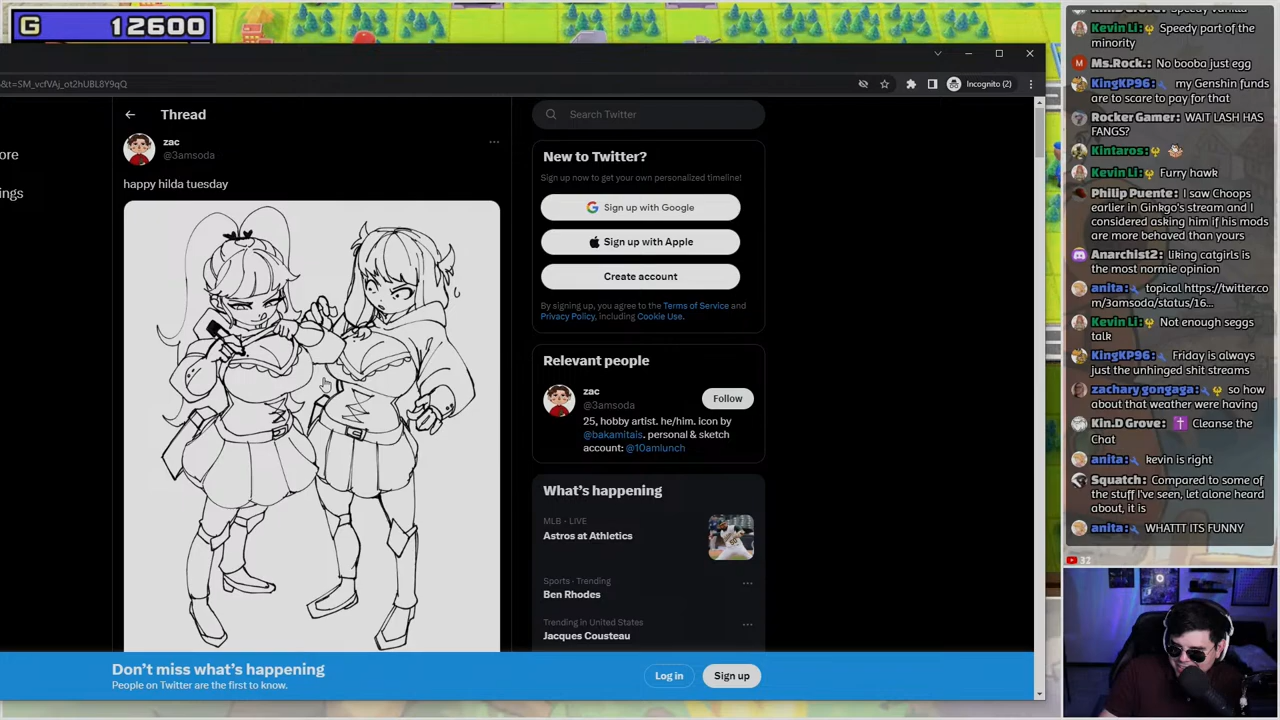 G 12600
&t=SM_vcfVAj_ot2hUBL8Y9qQ
Incognito (2)
ore
ings
Thread
zac
@3amsoda
happy hilda tuesday
Search Twitter
New to Twitter?
Sign up now to get your own personalized timeline!
Sign up with Google
Sign up with Apple
Create account
By signing up, you agree to the Terms of Service and
Privacy Policy, including Cookie Use.
Relevant people
zac
@3amsoda
Follow
25, hobby artist. he/him. icon by
@bakamitais. personal & sketch
account: @10amlunch
What's happening
MLB · LIVE
Astros at Athletics
Sports · Trending
Ben Rhodes
Trending in United States
Jacques Cousteau
Don't miss what's happening
People on Twitter are the first to know.
Log in
Sign up
Kevin Li: Speedy part of the
minority
Ms.Rock.: No booba just egg
KingKP96: my Genshin funds
are to scare to pay for that
Rocker Gamer: WAIT LASH HAS
FANGS?
Kintaros:
Kevin Li: Furry hawk
Philip Puente: I saw Choops
earlier in Ginkgo's stream and I
considered asking him if his mods
are more behaved than yours
Anarchist2: liking catgirls is
the most normie opinion
anita: topical https://twitter.co
m/3amsoda/status/16...
Kevin Li: Not enough seggs
talk
KingKP96: Friday is always
just the unhinged shit streams
zachary gongaga: so how
about that weather were having
Kin.D Grove: Cleanse the
Chat
anita: kevin is right
Squatch: Compared to some of
the stuff I've seen, let alone heard
about, it is
anita: WHATTT ITS FUNNY
32